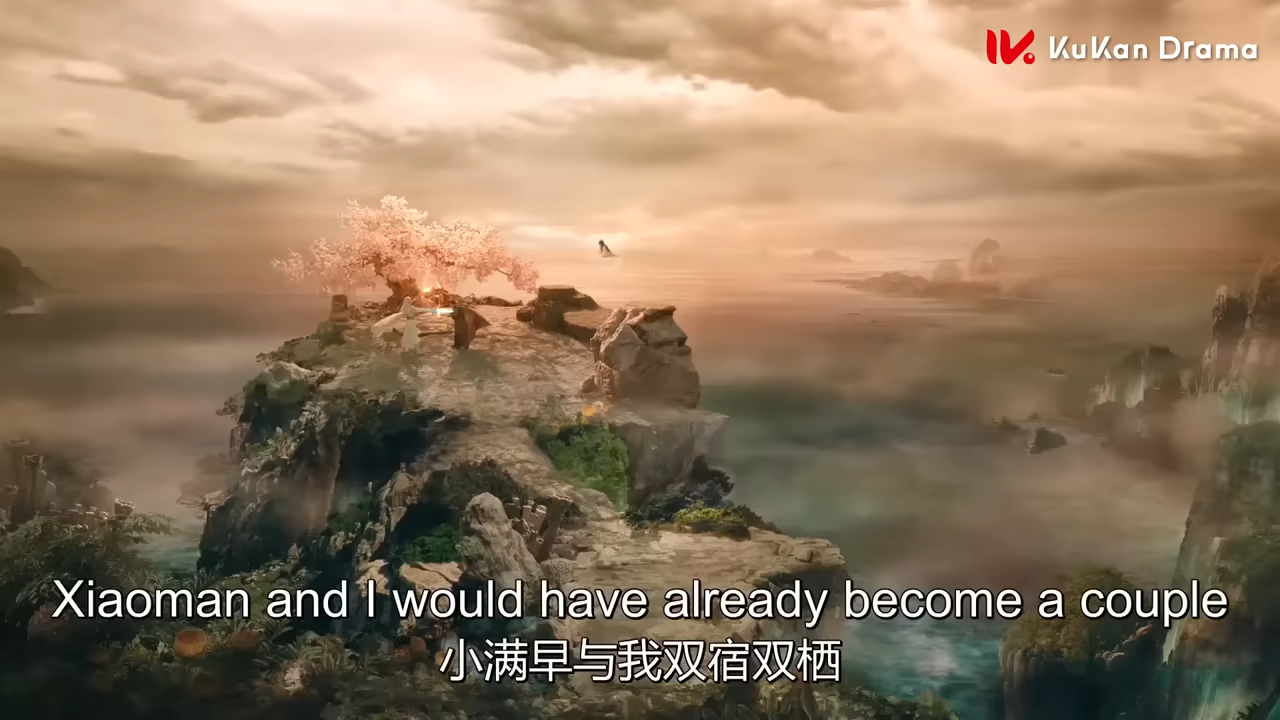 KuKan Drama
Xiaoman and I would have already become a couple
小满早与我双宿双栖